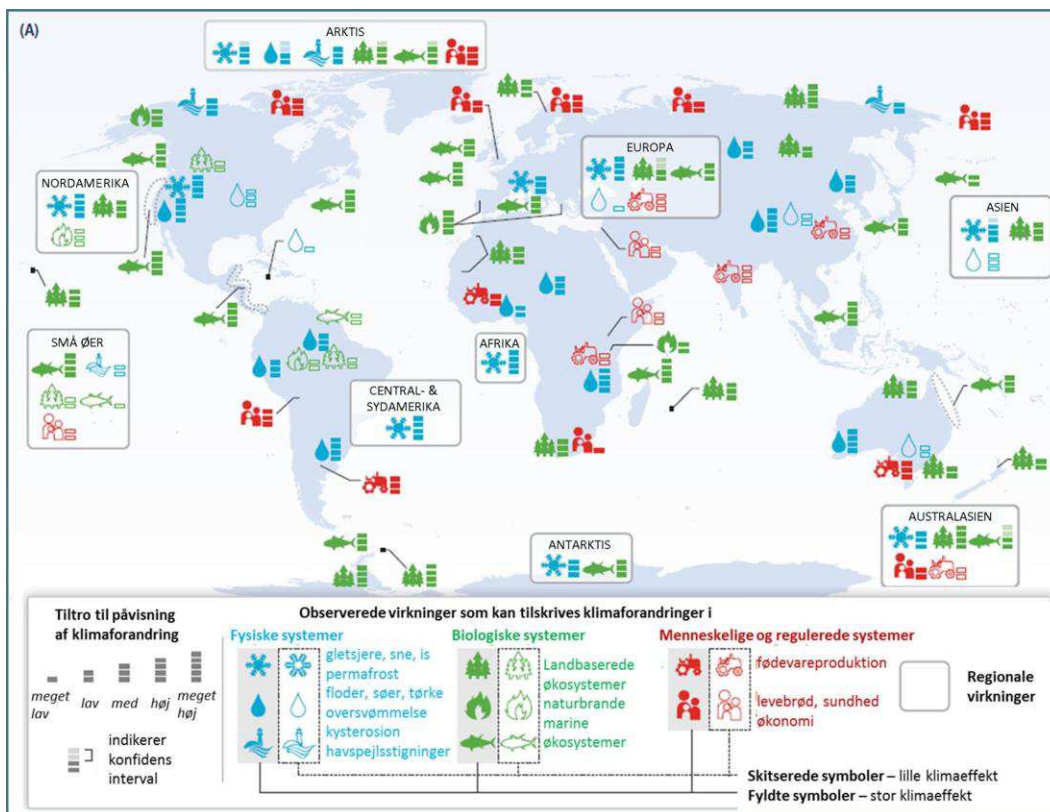 (A)
ARKTIS
NORDAMERIKA
EUROPA
ASIEN
SMÅ ØER
AFRIKA
CENTRAL- &
SYDAMERIKA
AUSTRALASIEN
ANTARKTIS
Tiltro til påvisning
af klimaforandring
meget
lav
lav
med
høj
meget
høj
indikerer
konfidens
interval
Observerede virkninger som kan tilskrives klimaforandringer i
Fysiske systemer
gletsjere, sne, is
permafrost
floder, søer, tørke
oversvømmelse
kysterosion
havspejlsstigninger
Biologiske systemer
Landbaserede
økosystemer
naturbrande
marine
økosystemer
Menneskelige og regulerede systemer
fødevareproduktion
levebrød, sundhed
økonomi
Regionale
virkninger
Skitserede symboler – lille klimaeffekt
Fyldte symboler – stor klimaeffekt